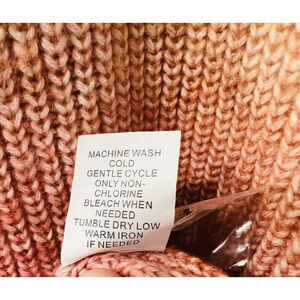 MACHINE WASH
COLD
GENTLE CYCLE
ONLY NON-
CHLORINE
BLEACH WHEN
NEEDED
TUMBLE DRY LOW
WARM IRON
IF NEEDED